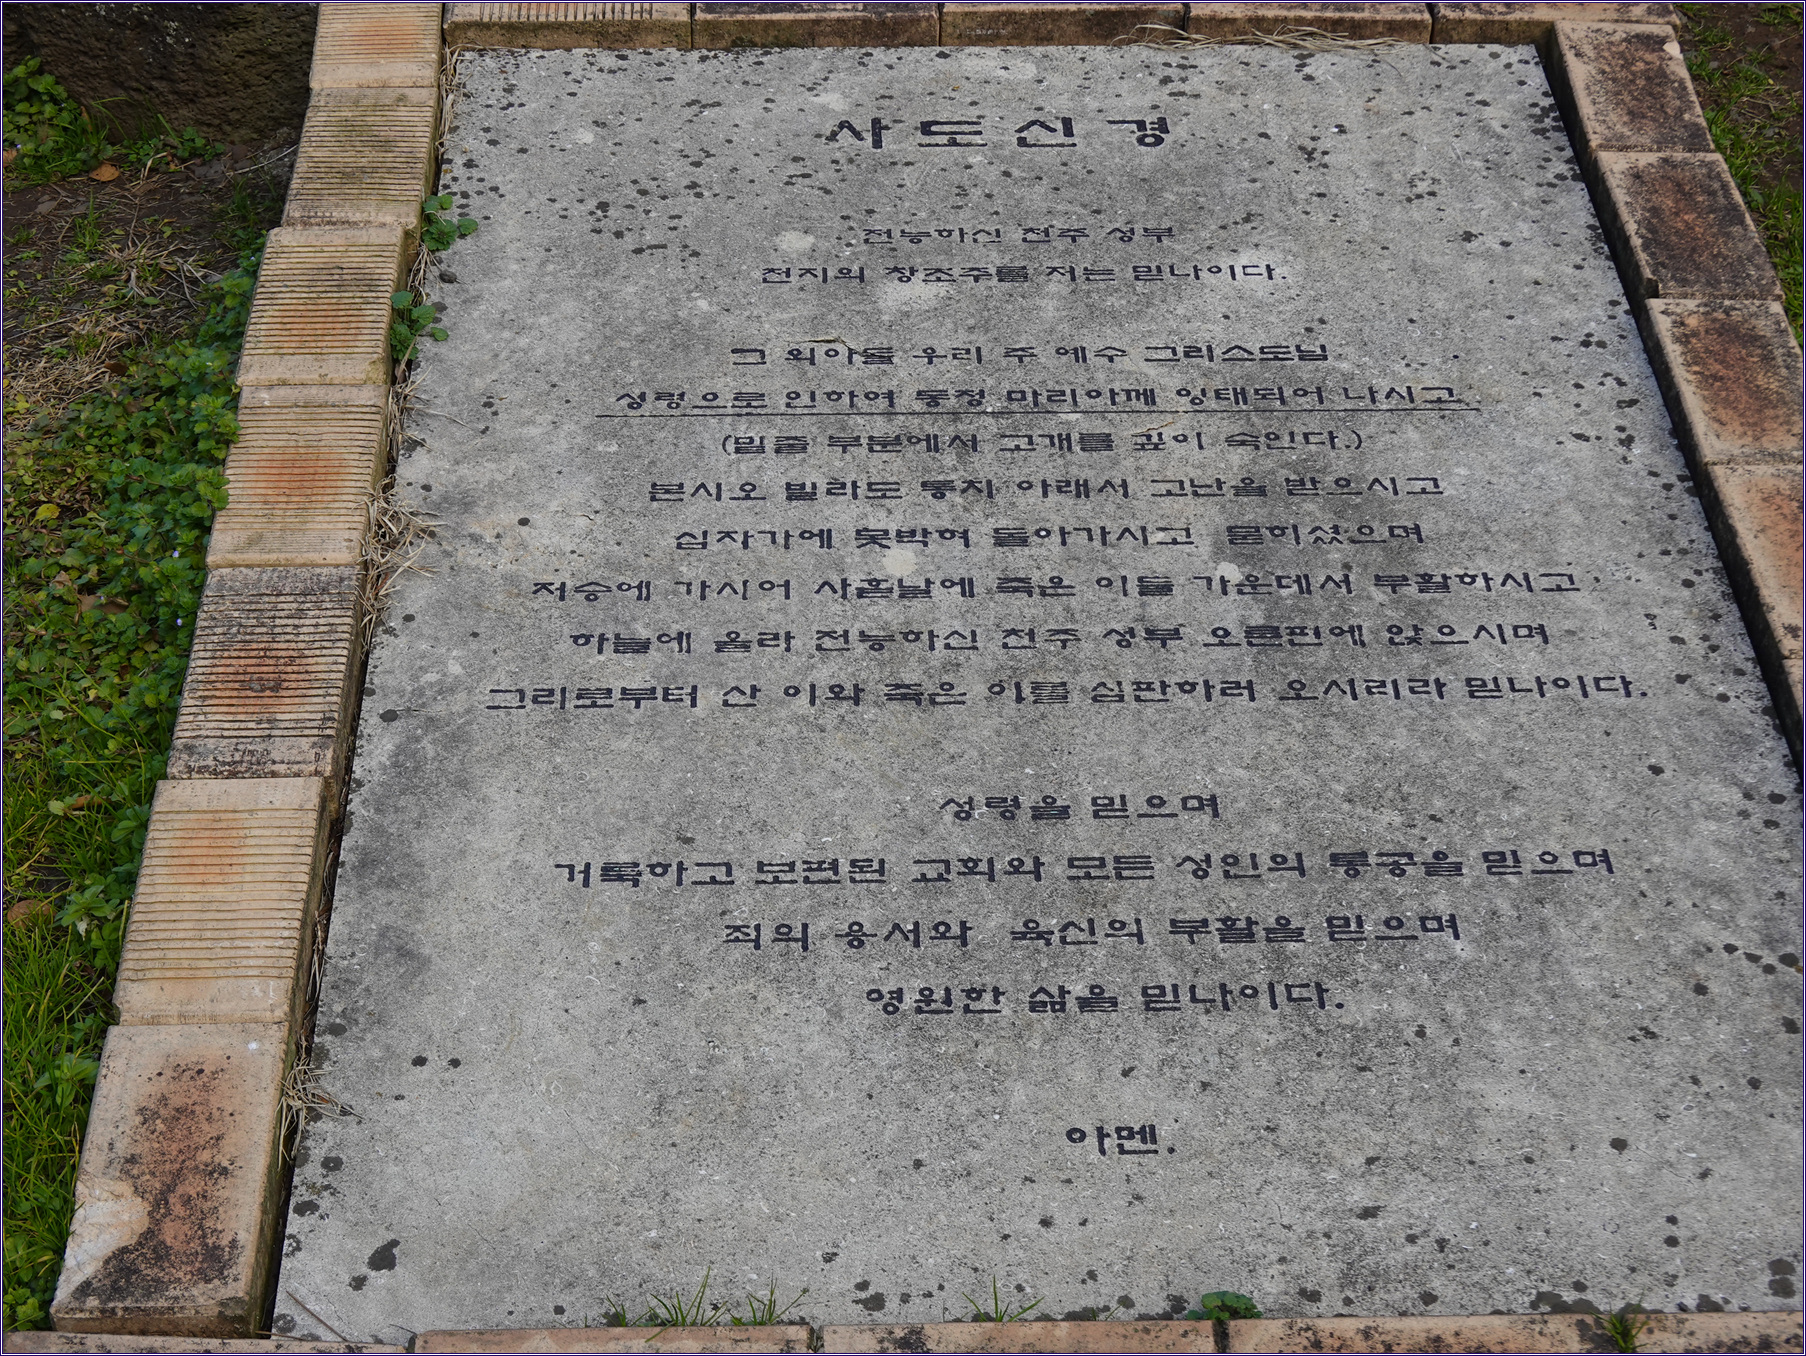 사도신경
전능하신 천주 성부
천지의 창조주를 저는 믿나이다.
그 외아들 우리 주 예수 그리스도님
성령으로 인하여 동정 마리아께 잉태되어 나시고
(밑줄 부분에서 고개를 깊이 숙인다.)
본시오 빌라도 통치 아래서 고난을 받으시고
십자가에 못박혀 돌아가시고 묻히셨으며
저승에 가시어 사흗날에 죽은 이들 가운데서 부활하시고
하늘에 올라 전능하신 천주 성부 오른편에 앉으시며
그리로부터 산 이와 죽은 이를 심판하러 오시리라 믿나이다.
성령을 믿으며
거룩하고 보편된 교회와 모든 성인의 통공을 믿으며
죄의 용서와 육신의 부활을 믿으며
영원한 삶을 믿나이다.
아멘.